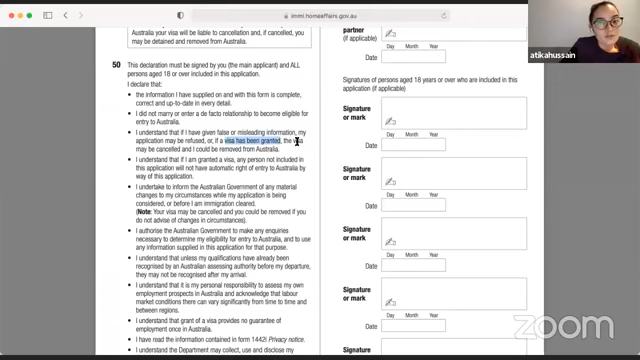 immi.homeaffairs.gov.au
Australia your visa will be liable to cancellation and, if cancelled, you
may be detained and removed from Australia.
50 This declaration must be signed by you (the main applicant) and ALL
persons aged 18 or over included in this application.
I declare that:
• the information I have supplied on and with this form is complete,
correct and up-to-date in every detail.
• I did not marry or enter a de facto relationship to become eligible for
entry to Australia.
• I understand that if I have given false or misleading information, my
application may be refused, or, if a visa has been granted, the visa
may be cancelled and I could be removed from Australia.
• I understand that if I am granted a visa, any person not included in
this application will not have automatic right of entry to Australia by
way of this application.
• I undertake to inform the Australian Government of any material
changes to my circumstances while my application is being
considered, or before I am immigration cleared.
(Note: Your visa may be cancelled and you could be removed if you
do not advise of changes in circumstances).
• I authorise the Australian Government to make any enquiries
necessary to determine my eligibility for entry to Australia, and to
use any information supplied in this application for that purpose.
• I understand that unless my qualifications have already been
recognised by an Australian assessing authority before my departure,
they may not be recognised after my arrival.
• I understand that it is my personal responsibility to assess my own
employment prospects in Australia and acknowledge that labour
market conditions there can vary significantly from time to time and
between regions.
• I understand that grant of a visa provides no guarantee of
employment once in Australia.
• I have read the information contained in form 1442i Privacy notice.
• I understand the Department may collect, use and disclose my
partner
(if applicable)
Day Month Year
Date
Signatures of persons aged 18 years or over who are included in this
application (if applicable)
Signature
or mark
Day Month Year
Date
Signature
or mark
Day Month Year
Date
Signature
or mark
Day Month Year
Date
Signature
or mark
Day Month Year
Date
Signature
atikahussain
zoom